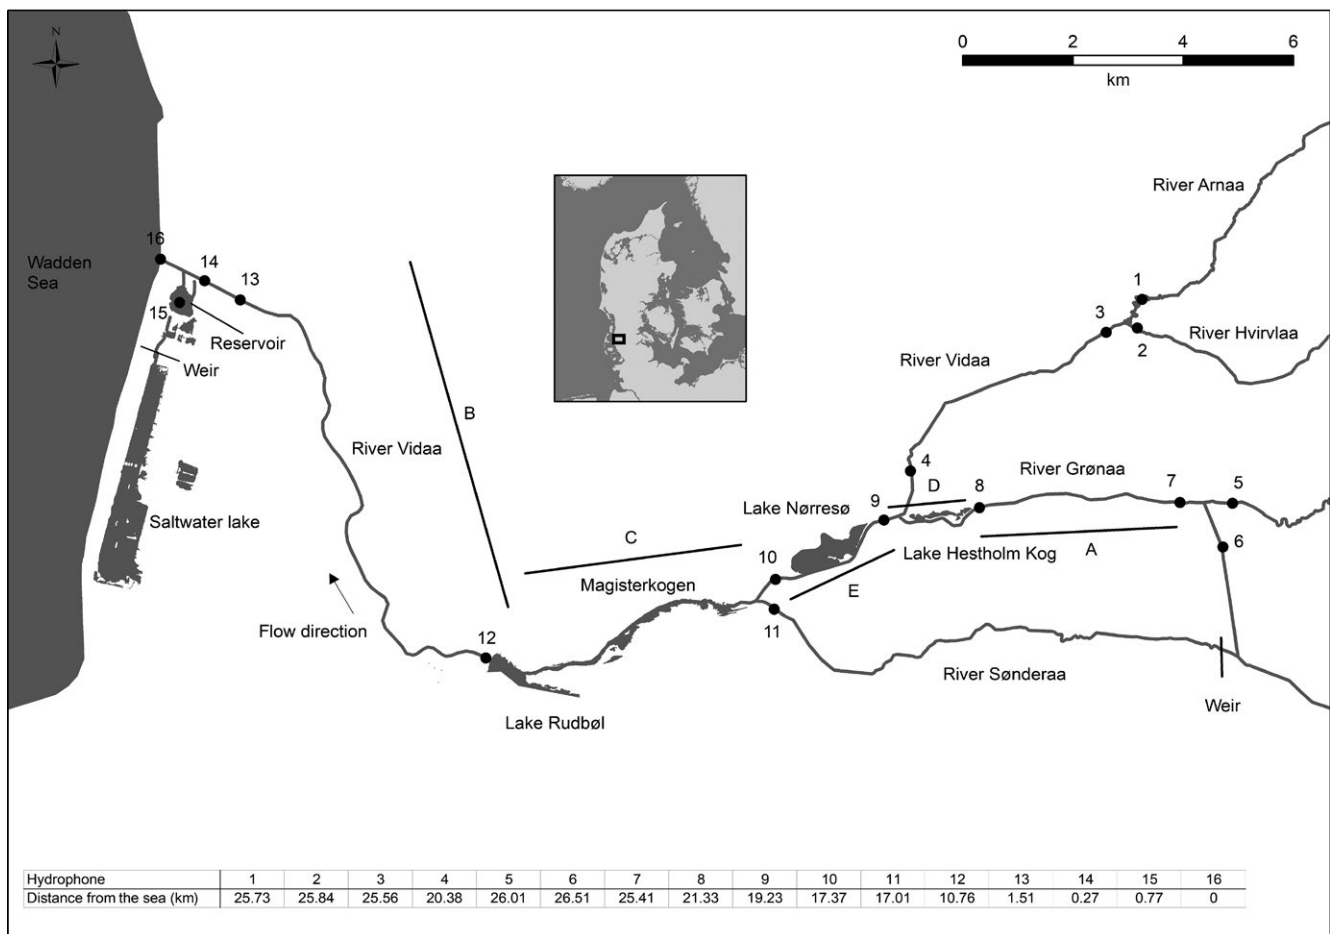 N
0 2 4 6
km
River Arnaa
Wadden
Sea
16
14
13
15
Reservoir
Weir
1
3
River Hvirvlaa
2
River Vidaa
B
River Vidaa
4
River Grønaa
D
8
7
5
Lake Nørresø
9
Saltwater lake
C
Lake Hestholm Kog
A
6
10
Magisterkogen
E
11
Flow direction
12
River Sønderaa
Lake Rudbøl
Weir
Hydrophone 1 2 3 4 5 6 7 8 9 10 11 12 13 14 15 16
Distance from the sea (km) 25.73 25.84 25.56 20.38 26.01 26.51 25.41 21.33 19.23 17.37 17.01 10.76 1.51 0.27 0.77 0